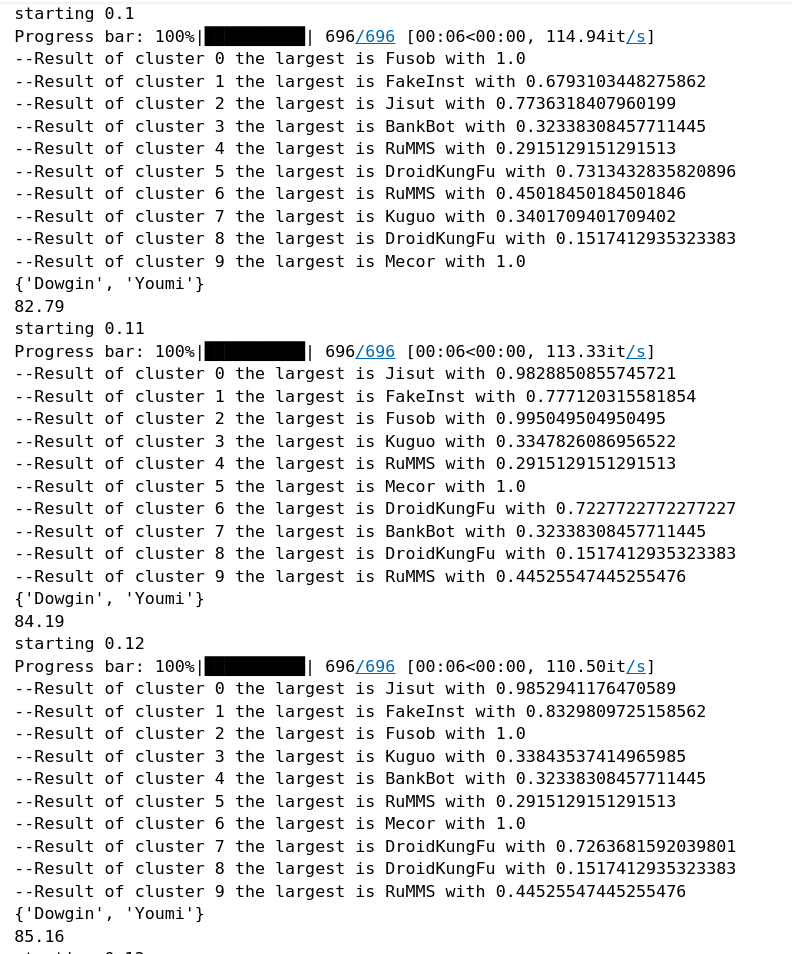 starting 0.1
Progress bar: 100%|██████████| 696/696 [00:06<00:00, 114.94it/s]
--Result of cluster 0 the largest is Fusob with 1.0
--Result of cluster 1 the largest is FakeInst with 0.6793103448275862
--Result of cluster 2 the largest is Jisut with 0.7736318407960199
--Result of cluster 3 the largest is BankBot with 0.32338308457711445
--Result of cluster 4 the largest is RuMMS with 0.2915129151291513
--Result of cluster 5 the largest is DroidKungFu with 0.7313432835820896
--Result of cluster 6 the largest is RuMMS with 0.45018450184501846
--Result of cluster 7 the largest is Kuguo with 0.3401709401709402
--Result of cluster 8 the largest is DroidKungFu with 0.1517412935323383
--Result of cluster 9 the largest is Mecor with 1.0
{'Dowgin', 'Youmi'}
82.79
starting 0.11
Progress bar: 100%|██████████| 696/696 [00:06<00:00, 113.33it/s]
--Result of cluster 0 the largest is Jisut with 0.9828850855745721
--Result of cluster 1 the largest is FakeInst with 0.777120315581854
--Result of cluster 2 the largest is Fusob with 0.995049504950495
--Result of cluster 3 the largest is Kuguo with 0.3347826086956522
--Result of cluster 4 the largest is RuMMS with 0.2915129151291513
--Result of cluster 5 the largest is Mecor with 1.0
--Result of cluster 6 the largest is DroidKungFu with 0.7227722772277227
--Result of cluster 7 the largest is BankBot with 0.32338308457711445
--Result of cluster 8 the largest is DroidKungFu with 0.1517412935323383
--Result of cluster 9 the largest is RuMMS with 0.44525547445255476
{'Dowgin', 'Youmi'}
84.19
starting 0.12
Progress bar: 100%|██████████| 696/696 [00:06<00:00, 110.50it/s]
--Result of cluster 0 the largest is Jisut with 0.9852941176470589
--Result of cluster 1 the largest is FakeInst with 0.8329809725158562
--Result of cluster 2 the largest is Fusob with 1.0
--Result of cluster 3 the largest is Kuguo with 0.33843537414965985
--Result of cluster 4 the largest is BankBot with 0.32338308457711445
--Result of cluster 5 the largest is RuMMS with 0.2915129151291513
--Result of cluster 6 the largest is Mecor with 1.0
--Result of cluster 7 the largest is DroidKungFu with 0.7263681592039801
--Result of cluster 8 the largest is DroidKungFu with 0.1517412935323383
--Result of cluster 9 the largest is RuMMS with 0.44525547445255476
{'Dowgin', 'Youmi'}
85.16